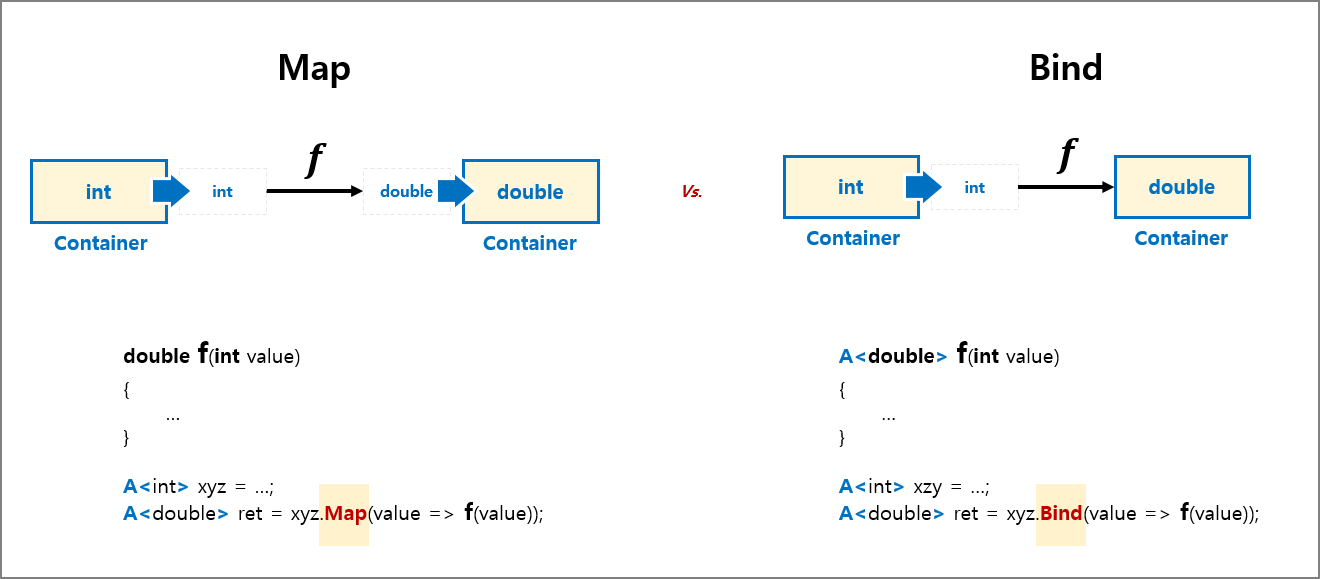 Map
f
int
int
double
double
Container
Container
double f(int value)
{
...
}
A<int> xyz = ...;
A<double> ret = xyz.Map(value => f(value));
Vs.
Bind
f
int
int
double
Container
Container
A<double> f(int value)
{
...
}
A<int> xzy = ...;
A<double> ret = xyz.Bind(value => f(value));